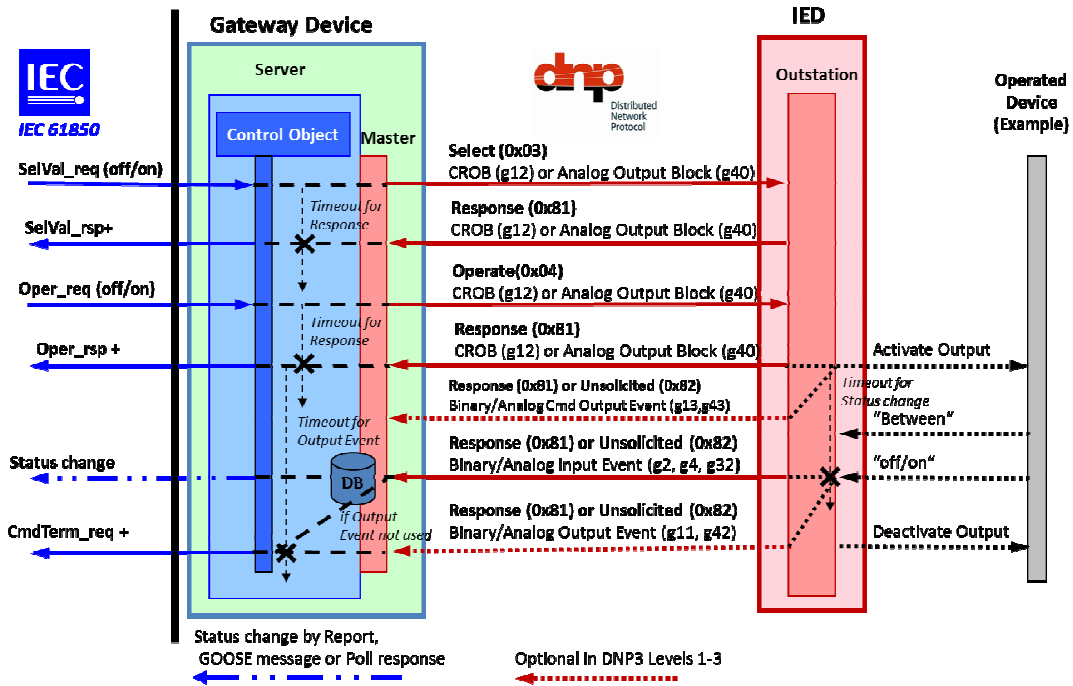 Gateway Device
IED
Server
Outstation
IEC
IEC 61850
dnp
Distributed
Network
Protocol
Operated
Device
(Example)
Control Object
Master
SelVal_req (off/on)
Select (0x03)
CROB (g12) or Analog Output Block (g40)
Timeout for
Response
SelVal_rsp+
Response (0x81)
CROB (g12) or Analog Output Block (g40)
Oper_req (off/on)
Operate(0x04)
CROB (g12) or Analog Output Block (g40)
Timeout for
Response
Oper_rsp +
Response (0x81)
CROB (g12) or Analog Output Block (g40)
Activate Output
Timeout for
Status change
Response (0x81) or Unsolicited (0x82)
Binary/Analog Cmd Output Event (g13,g43)
"Between"
Timeout for
Output Event
Status change
DB
Response (0x81) or Unsolicited (0x82)
Binary/Analog Input Event (g2, g4, g32)
"off/on"
if Output
Event not used
CmdTerm_req +
Response (0x81) or Unsolicited (0x82)
Binary/Analog Output Event (g11, g42)
Deactivate Output
Status change by Report,
GOOSE message or Poll response
Optional in DNP3 Levels 1-3